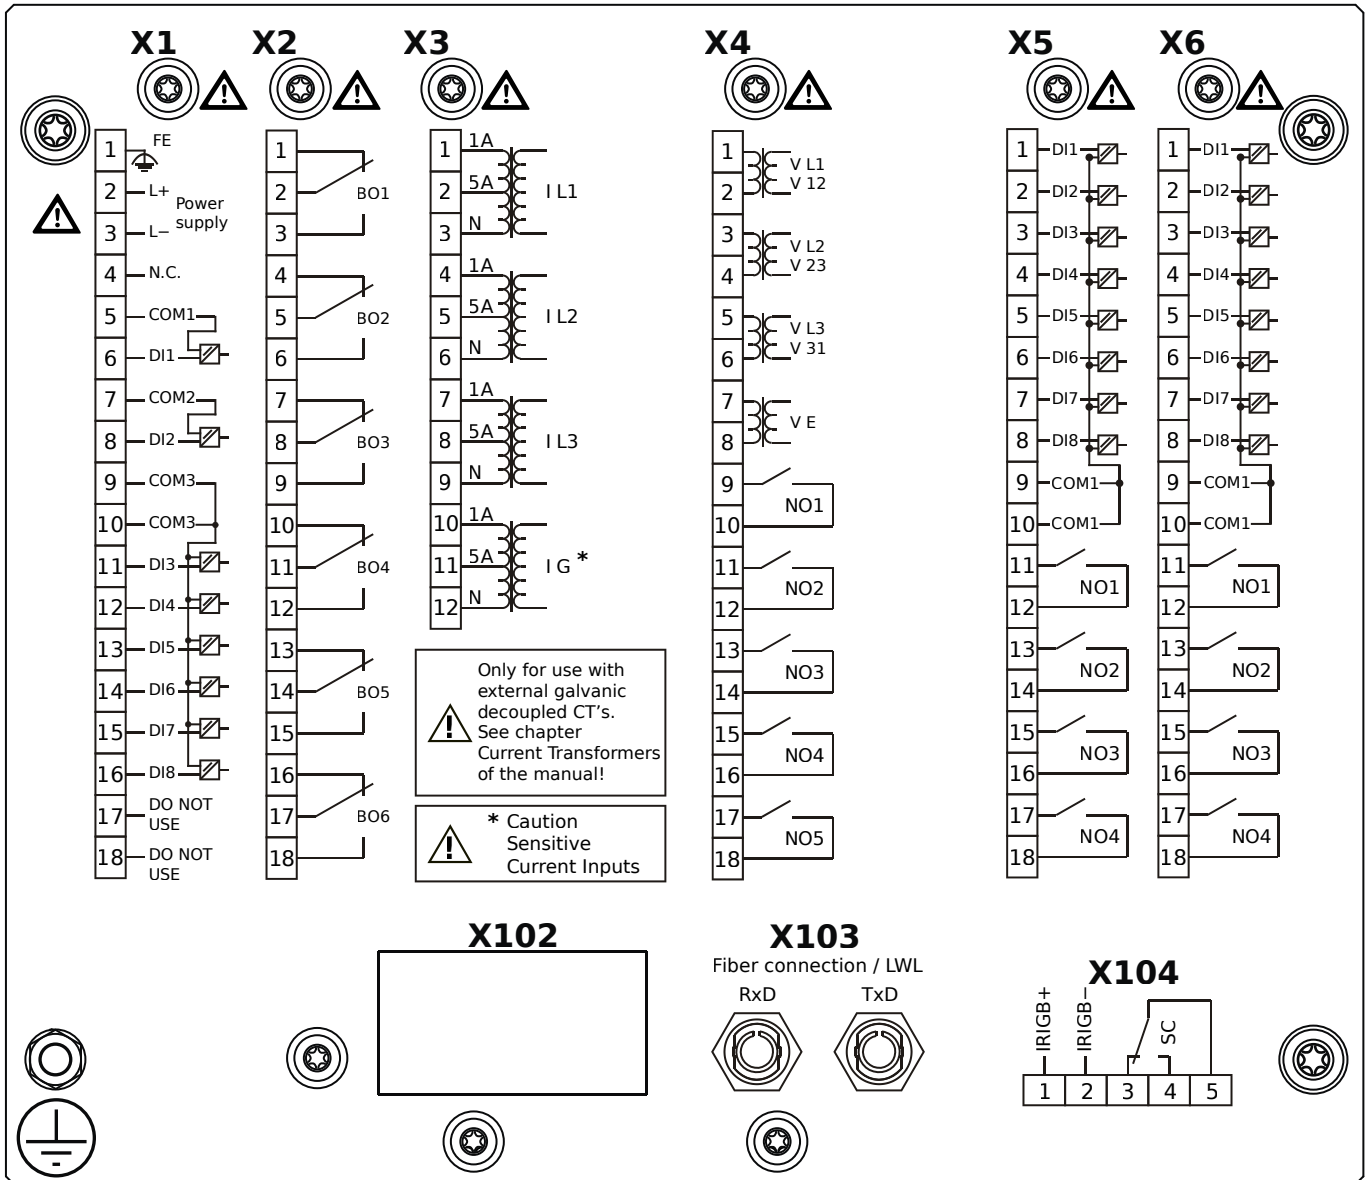 X1 X2 X3 X4 X5 X6
1 FE
2 L+
Power
supply
3 L−
4 N.C.
5 COM1
6 DI1
7 COM2
8 DI2
9 COM3
10 COM3
11 DI3
12 DI4
13 DI5
14 DI6
15 DI7
16 DI8
17 DO NOT
USE
18 DO NOT
USE
1
2 BO1
3
4
5 BO2
6
7
8 BO3
9
10
11 BO4
12
13
14 BO5
15
16
17 BO6
18
1 1A
2 5A I L1
3 N
4 1A
5 5A I L2
6 N
7 1A
8 5A I L3
9 N
10 1A
11 5A I G *
12 N
Only for use with
external galvanic
decoupled CT's.
See chapter
Current Transformers
of the manual!
* Caution
Sensitive
Current Inputs
1 V L1
2 V 12
3 V L2
4 V 23
5 V L3
6 V 31
7 V E
8
9
NO1
10
11
NO2
12
13
NO3
14
15
NO4
16
17
NO5
18
1 DI1
2 DI2
3 DI3
4 DI4
5 DI5
6 DI6
7 DI7
8 DI8
9 COM1
10 COM1
11
NO1
12
13
NO2
14
15
NO3
16
17
NO4
18
1 DI1
2 DI2
3 DI3
4 DI4
5 DI5
6 DI6
7 DI7
8 DI8
9 COM1
10 COM1
11
NO1
12
13
NO2
14
15
NO3
16
17
NO4
18
X102
X103
Fiber connection / LWL
RxD TxD
X104
IRIGB+ IRIGB− SC
1 2 3 4 5